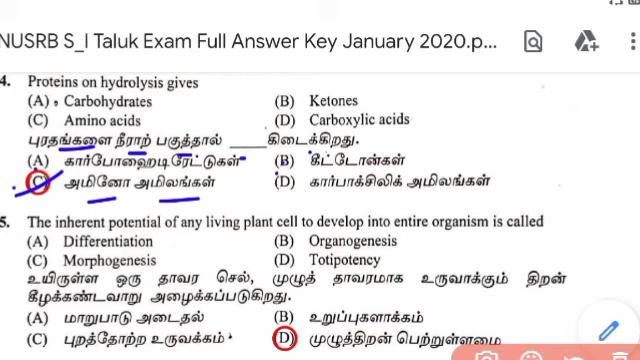 NUSRB S_I Taluk Exam Full Answer Key January 2020.p...
4. Proteins on hydrolysis gives
(A) Carbohydrates (B) Ketones
(C) Amino acids (D) Carboxylic acids
புரதங்களை நீராற் பகுத்தால் _____ கிடைக்கிறது.
(A) கார்போஹைடிரேட்டுகள் (B) கீட்டோன்கள்
(C) அமினோ அமிலங்கள் (D) கார்பாக்சிலிக் அமிலங்கள்
5. The inherent potential of any living plant cell to develop into entire organism is called
(A) Differentiation (B) Organogenesis
(C) Morphogenesis (D) Totipotency
உயிருள்ள ஒரு தாவர செல், முழுத் தாவரமாக உருவாக்கும் திறன்
கீழ்க்கண்டவாறு அழைக்கப்படுகிறது.
(A) மாறுபாடு அடைதல் (B) உறுப்புகளாக்கம்
(C) புறத்தோற்ற உருவக்கம் (D) முழுத்திறன் பெற்றுள்ளமை